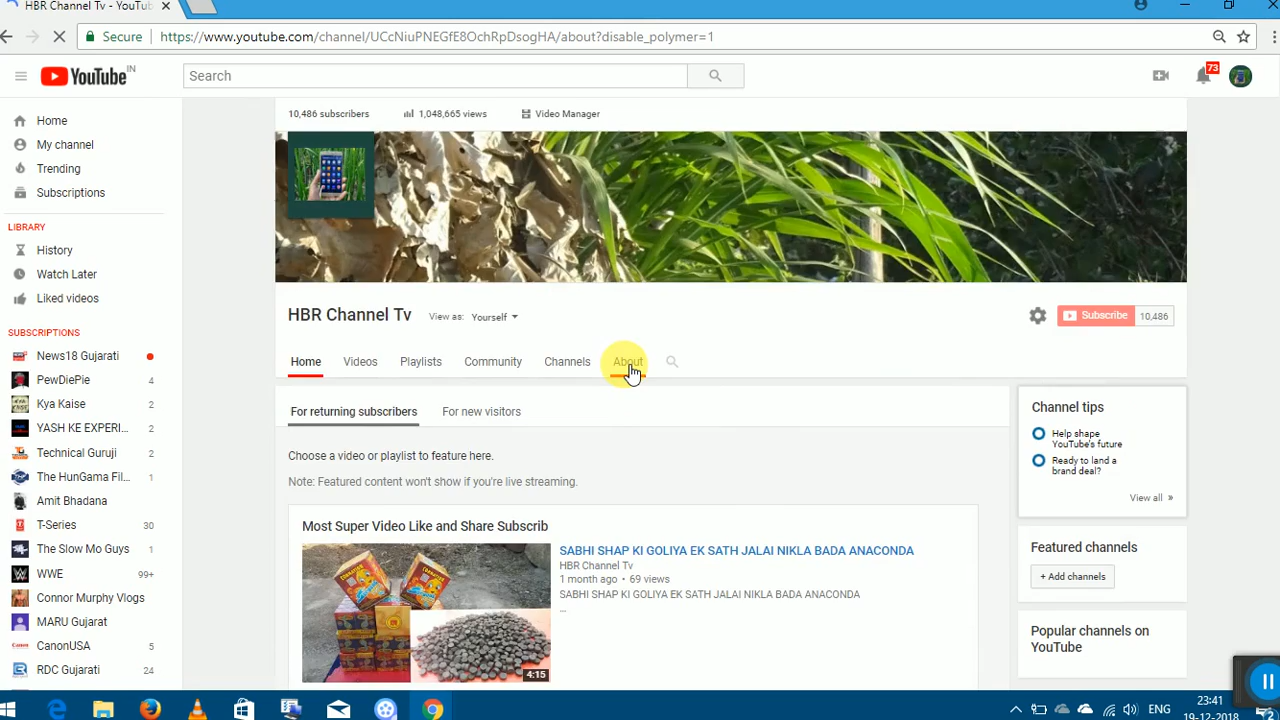 HBR Channel Tv - YouTub
Secure
https://www.youtube.com/channel/UCcNiuPNEGfE8OchRpDsogHA/about?disable_polymer=1
YouTube IN
Search
73
Home
My channel
Trending
Subscriptions
LIBRARY
History
Watch Later
Liked videos
SUBSCRIPTIONS
News18 Gujarati
PewDiePie 4
Kya Kaise 2
YASH KE EXPERI... 2
Technical Guruji 2
The HunGama Fil... 1
Amit Bhadana
T-Series 30
The Slow Mo Guys 1
WWE 99+
Connor Murphy Vlogs
MARU Gujarat
CanonUSA 5
RDC Gujarati 24
10,486 subscribers
1,048,665 views
Video Manager
HBR Channel Tv
View as: Yourself
Subscribe 10,486
Home Videos Playlists Community Channels About
For returning subscribers
For new visitors
Choose a video or playlist to feature here.
Note: Featured content won't show if you're live streaming.
Most Super Video Like and Share Subscrib
4:15
SABHI SHAP KI GOLIYA EK SATH JALAI NIKLA BADA ANACONDA
HBR Channel Tv
1 month ago • 69 views
SABHI SHAP KI GOLIYA EK SATH JALAI NIKLA BADA ANACONDA
...
Channel tips
Help shape
YouTube's future
Ready to land a
brand deal?
View all »
Featured channels
+ Add channels
Popular channels on
YouTube
ENG
23:41
19-12-2018